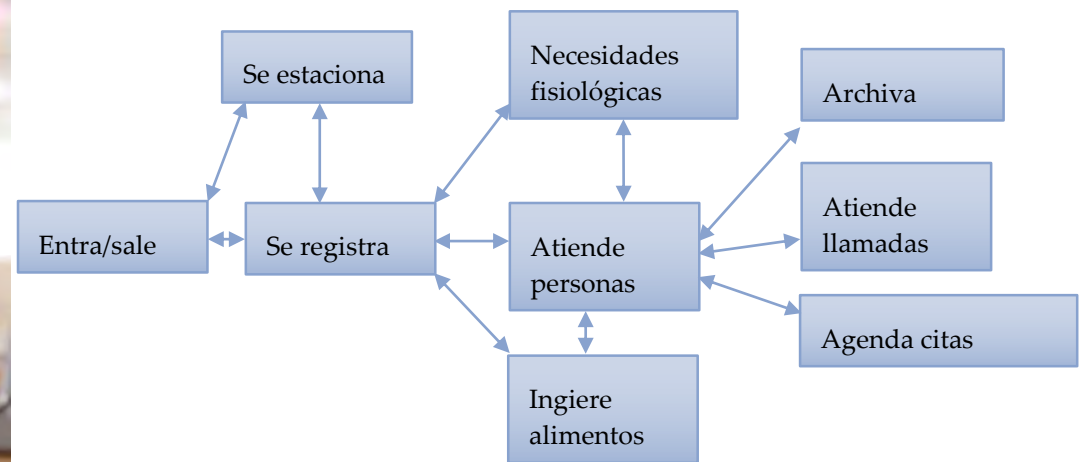 Se estaciona
Necesidades
fisiológicas
Archiva
Entra/sale
Se registra
Atiende
personas
Atiende
llamadas
Agenda citas
Ingiere
alimentos